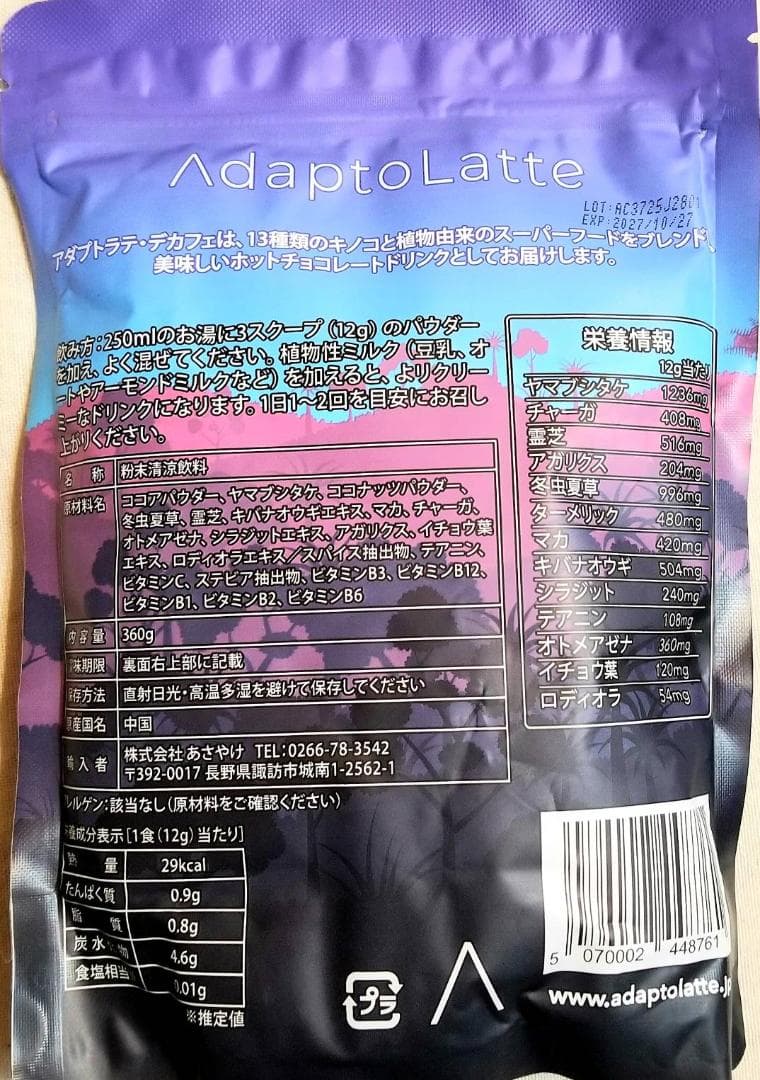 AdaptoLatte
LOT:AC3725J2801
EXP:2027/10/27
アダプトラテ・デカフェは、13種類のキノコと植物由来のスーパーフードをブレンド、
美味しいホットチョコレートドリンクとしてお届けします。
飲み方：250mlのお湯に3スクープ（12g）のパウダー
を加え、よく混ぜてください。植物性ミルク（豆乳、オ
ートやアーモンドミルクなど）を加えると、よりクリー
ミーなドリンクになります。1日1～2回を目安にお召し
上がりください。
名 称 粉末清涼飲料
原材料名 ココアパウダー、ヤマブシタケ、ココナッツパウダー、
冬虫夏草、霊芝、キバナオウギエキス、マカ、チャーガ、
オトメアゼナ、シラジットエキス、アガリクス、イチョウ葉
エキス、ロディオラエキス／スパイス抽出物、テアニン、
ビタミンC、ステビア抽出物、ビタミンB3、ビタミンB12、
ビタミンB1、ビタミンB2、ビタミンB6
内容量 360g
味期限 裏面右上部に記載
保存方法 直射日光・高温多湿を避けて保存してください
原産国名 中国
輸入者 株式会社あさやけ TEL：0266-78-3542
〒392-0017 長野県諏訪市城南1-2562-1
レルゲン：該当なし（原材料をご確認ください）
養成分表示［1食（12g）当たり］
熱 量 29kcal
たんぱく質 0.9g
脂 質 0.8g
炭水 物 4.6g
食塩相当 0.01g
※推定値
栄養情報
12g当たり
ヤマブシタケ 1236mg
チャーガ 408mg
霊芝 516mg
アガリクス 204mg
冬虫夏草 996mg
ターメリック 480mg
マカ 420mg
キバナオウギ 504mg
シラジット 240mg
テアニン 108mg
オトメアゼナ 360mg
イチョウ葉 120mg
ロディオラ 54mg
プラ
5 070002 448761
www.adaptolatte.jp